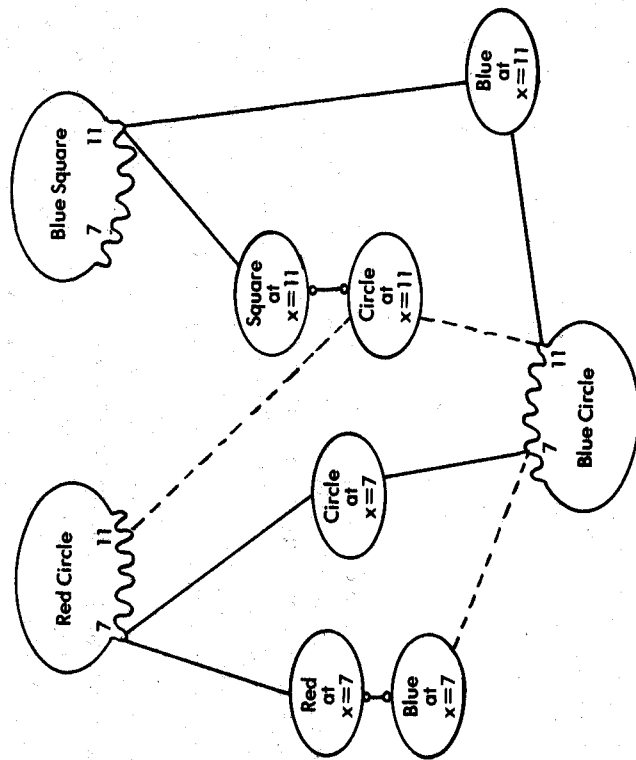 Blue Square
7
11
Blue
at
x=11
Square
at
x=11
Circle
at
x=11
Red Circle
7
11
Circle
at
x=7
Red
at
x=7
Blue
at
x=7
7
11
Blue Circle